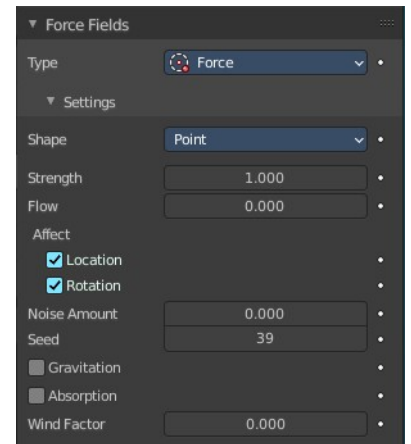 Force Fields
Type Force
Settings
Shape Point
Strength 1.000
Flow 0.000
Affect
Location
Rotation
Noise Amount 0.000
Seed 39
Gravitation
Absorption
Wind Factor 0.000